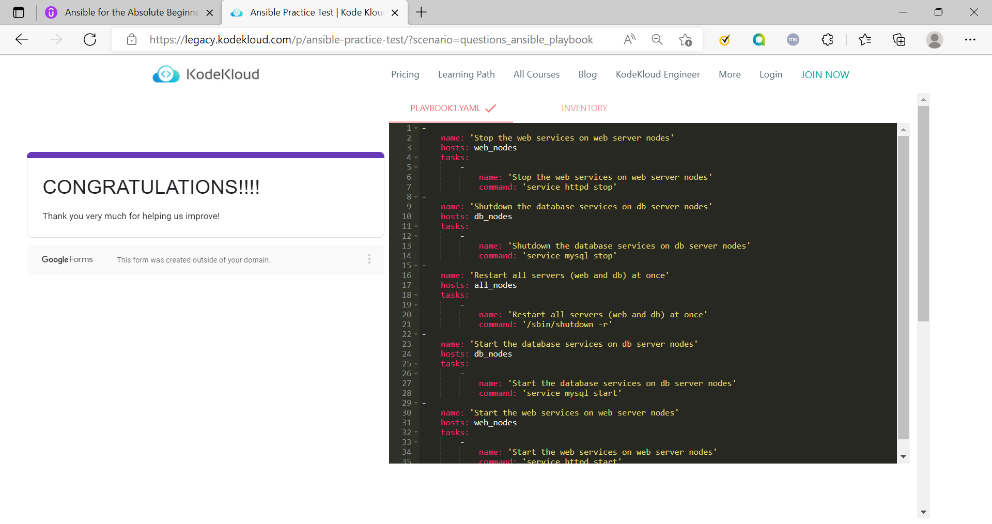 Ansible for the Absolute Beginne
Ansible Practice Test | Kode Klou
https://legacy.kodekloud.com/p/ansible-practice-test/?scenario=questions_ansible_playbook
KodeKloud
Pricing Learning Path All Courses Blog KodeKloud Engineer More Login JOIN NOW
PLAYBOOK1.YAML INVENTORY
CONGRATULATIONS!!!!
Thank you very much for helping us improve!
Google Forms This form was created outside of your domain.
1 -
2 name: 'Stop the web services on web server nodes'
3 hosts: web_nodes
4 tasks:
5 -
6 name: 'Stop the web services on web server nodes'
7 command: 'service httpd stop'
8 -
9 name: 'Shutdown the database services on db server nodes'
10 hosts: db_nodes
11 tasks:
12 -
13 name: 'Shutdown the database services on db server nodes'
14 command: 'service mysql stop'
15 -
16 name: 'Restart all servers (web and db) at once'
17 hosts: all_nodes
18 tasks:
19 -
20 name: 'Restart all servers (web and db) at once'
21 command: '/sbin/shutdown -r'
22 -
23 name: 'Start the database services on db server nodes'
24 hosts: db_nodes
25 tasks:
26 -
27 name: 'Start the database services on db server nodes'
28 command: 'service mysql start'
29 -
30 name: 'Start the web services on web server nodes'
31 hosts: web_nodes
32 tasks:
33 -
34 name: 'Start the web services on web server nodes'
35 command: 'service httpd start'